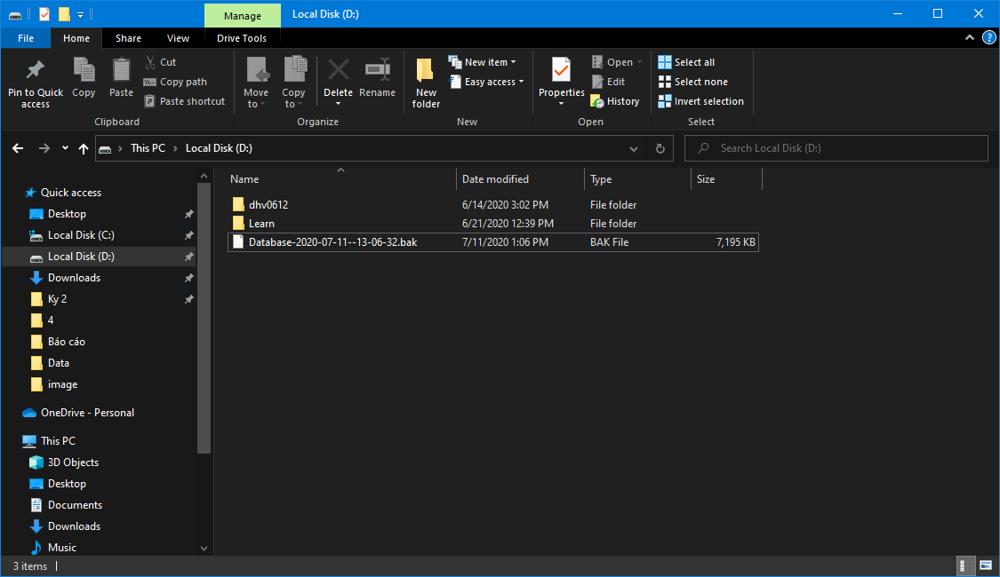 Manage
Local Disk (D:)
File
Home
Share
View
Drive Tools
?
Pin to Quick access
Copy
Paste
Cut
Copy path
Paste shortcut
Clipboard
Move to
Copy to
Delete
Rename
Organize
New folder
New item
Easy access
New
Properties
Open
Edit
History
Open
Select all
Select none
Invert selection
Select
This PC
Local Disk (D:)
Search Local Disk (D:)
Quick access
Desktop
Local Disk (C:)
Local Disk (D:)
Downloads
Ky 2
4
Báo cáo
Data
image
OneDrive - Personal
This PC
3D Objects
Desktop
Documents
Downloads
Music
Name Date modified Type Size
dhv0612 6/14/2020 3:02 PM File folder
Learn 6/21/2020 12:39 PM File folder
Database-2020-07-11--13-06-32.bak 7/11/2020 1:06 PM BAK File 7,195 KB
3 items